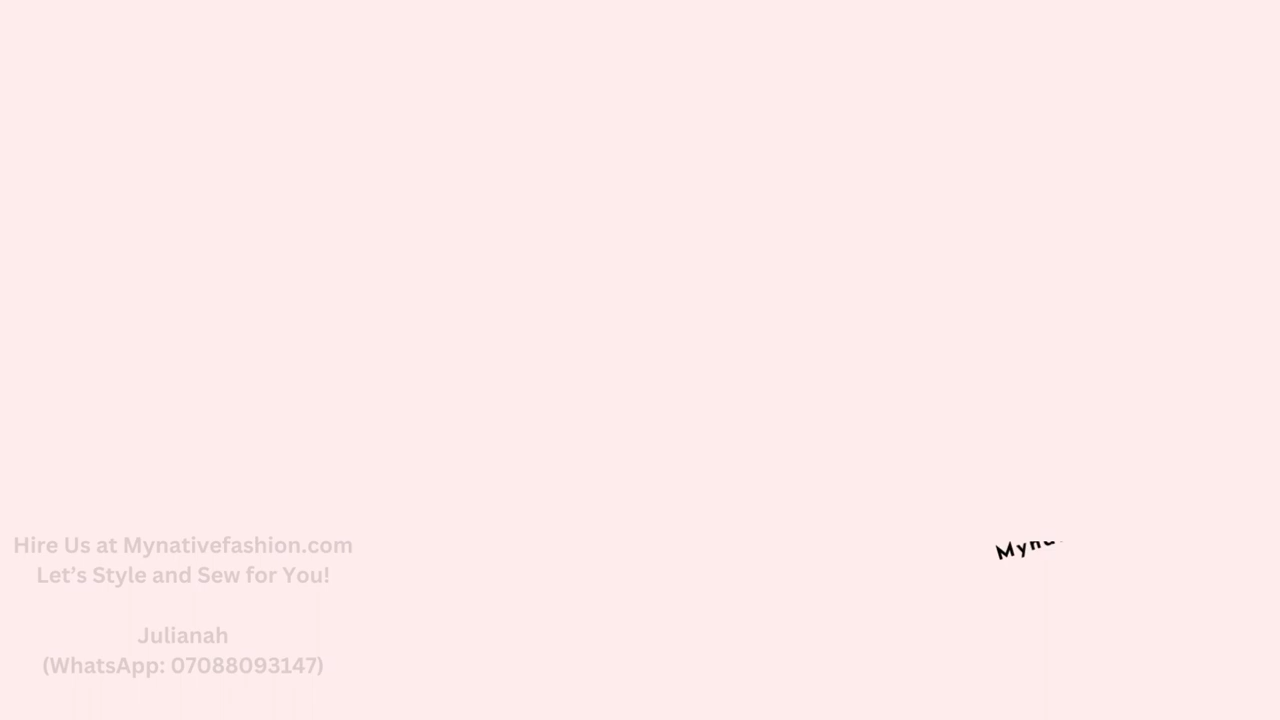 Hire Us at Mynativefashion.com
Let’s Style and Sew for You!
Julianah
(WhatsApp: 07088093147)